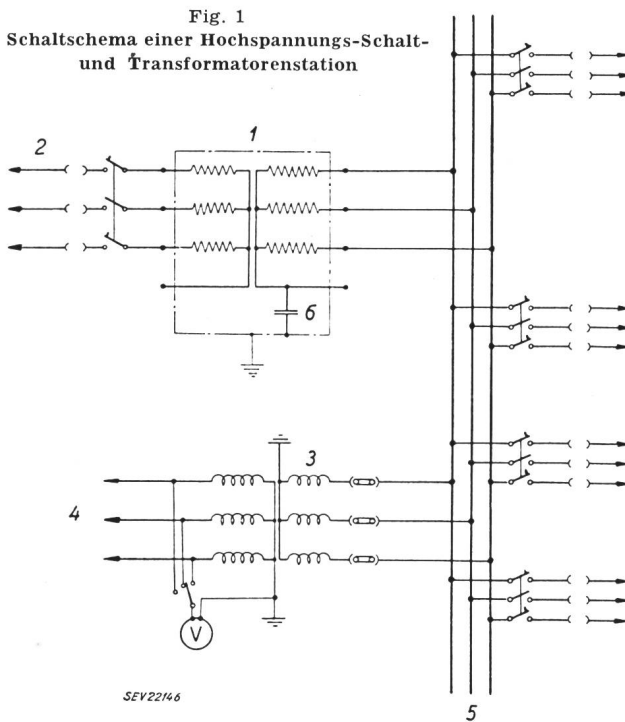 Fig. 1
Schaltschema einer Hochspannungs-Schalt-
und Transformatorenstation
1
2
6
3
4
V
SEV22146
5